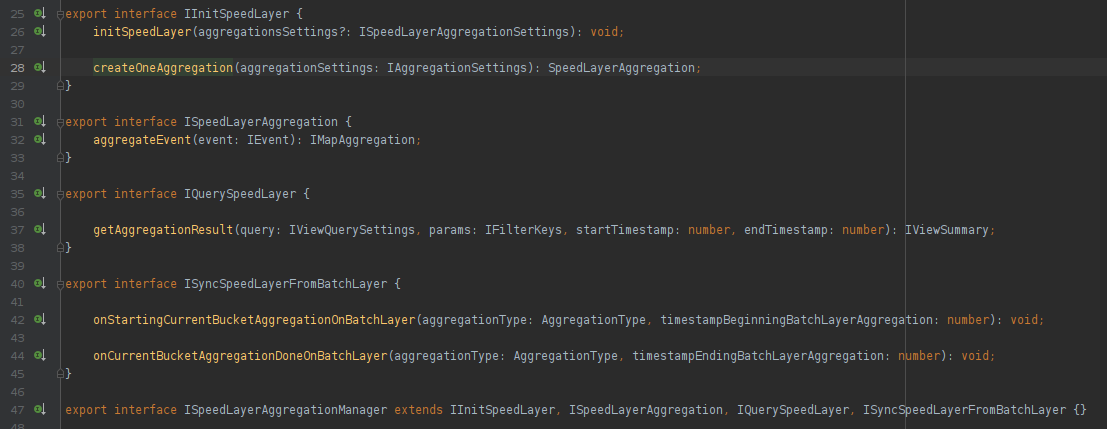 25 export interface IInitSpeedLayer {
26 initSpeedLayer(aggregationsSettings?: ISpeedLayerAggregationSettings): void;
27
28 createOneAggregation(aggregationSettings: IAggregationSettings): SpeedLayerAggregation;
29 }
30
31 export interface ISpeedLayerAggregation {
32 aggregateEvent(event: IEvent): IMapAggregation;
33 }
34
35 export interface IQuerySpeedLayer {
36
37 getAggregationResult(query: IViewQuerySettings, params: IFilterKeys, startTimestamp: number, endTimestamp: number): IViewSummary;
38 }
39
40 export interface ISyncSpeedLayerFromBatchLayer {
41
42 onStartingCurrentBucketAggregationOnBatchLayer(aggregationType: AggregationType, timestampBeginningBatchLayerAggregation: number): void;
43
44 onCurrentBucketAggregationDoneOnBatchLayer(aggregationType: AggregationType, timestampEndingBatchLayerAggregation: number): void;
45 }
46
47 export interface ISpeedLayerAggregationManager extends IInitSpeedLayer, ISpeedLayerAggregation, IQuerySpeedLayer, ISyncSpeedLayerFromBatchLayer {}
48